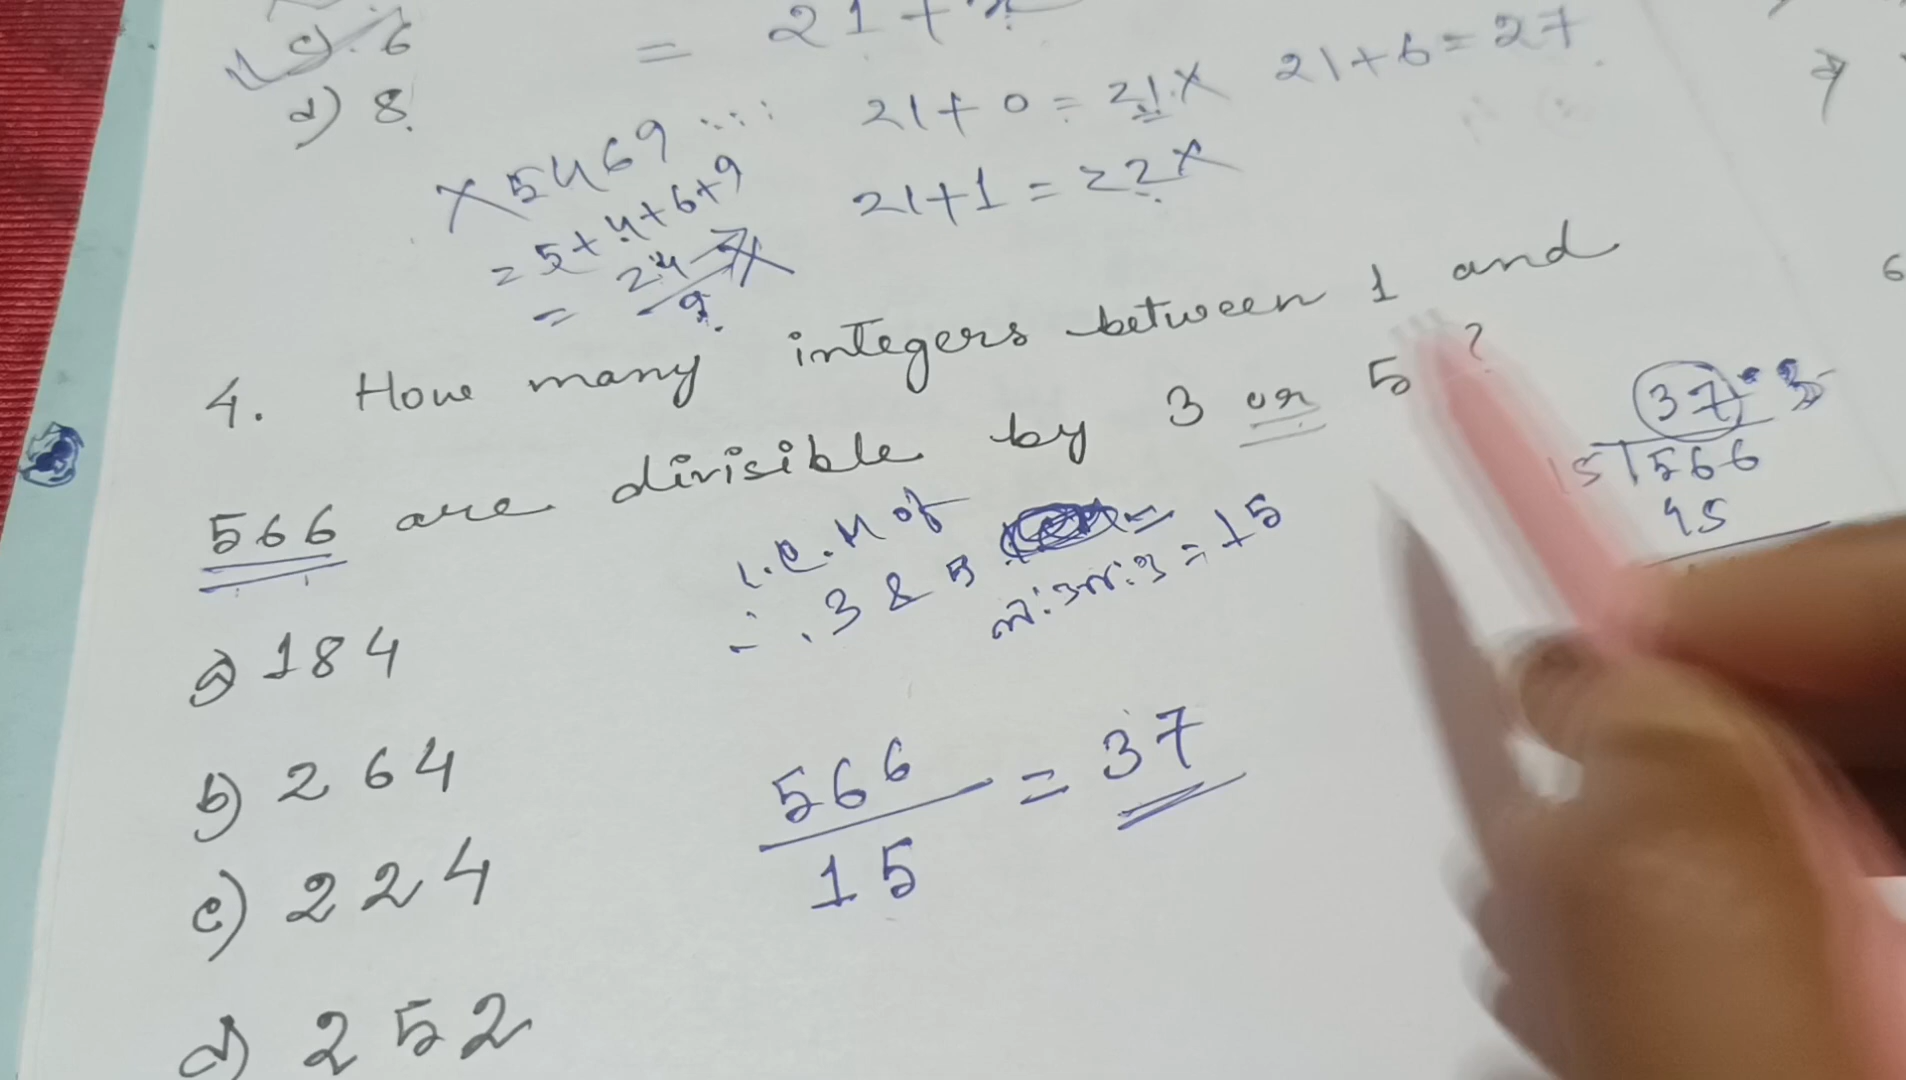 c) 6
d) 8
= 21 +
21 + 0 = 21 X
21 + 6 = 27
X 5469 ...
21 + 1 = 22 X
= 5 + 4 + 6 + 9
= 24 X
9
4. How many integers between 1 and
566 are divisible by 3 or 5 ?
L.C.M of
∴ 3 & 5
= 15
37
15 566
45
a) 184
b) 264
c) 224
d) 252
566
15
= 37
6